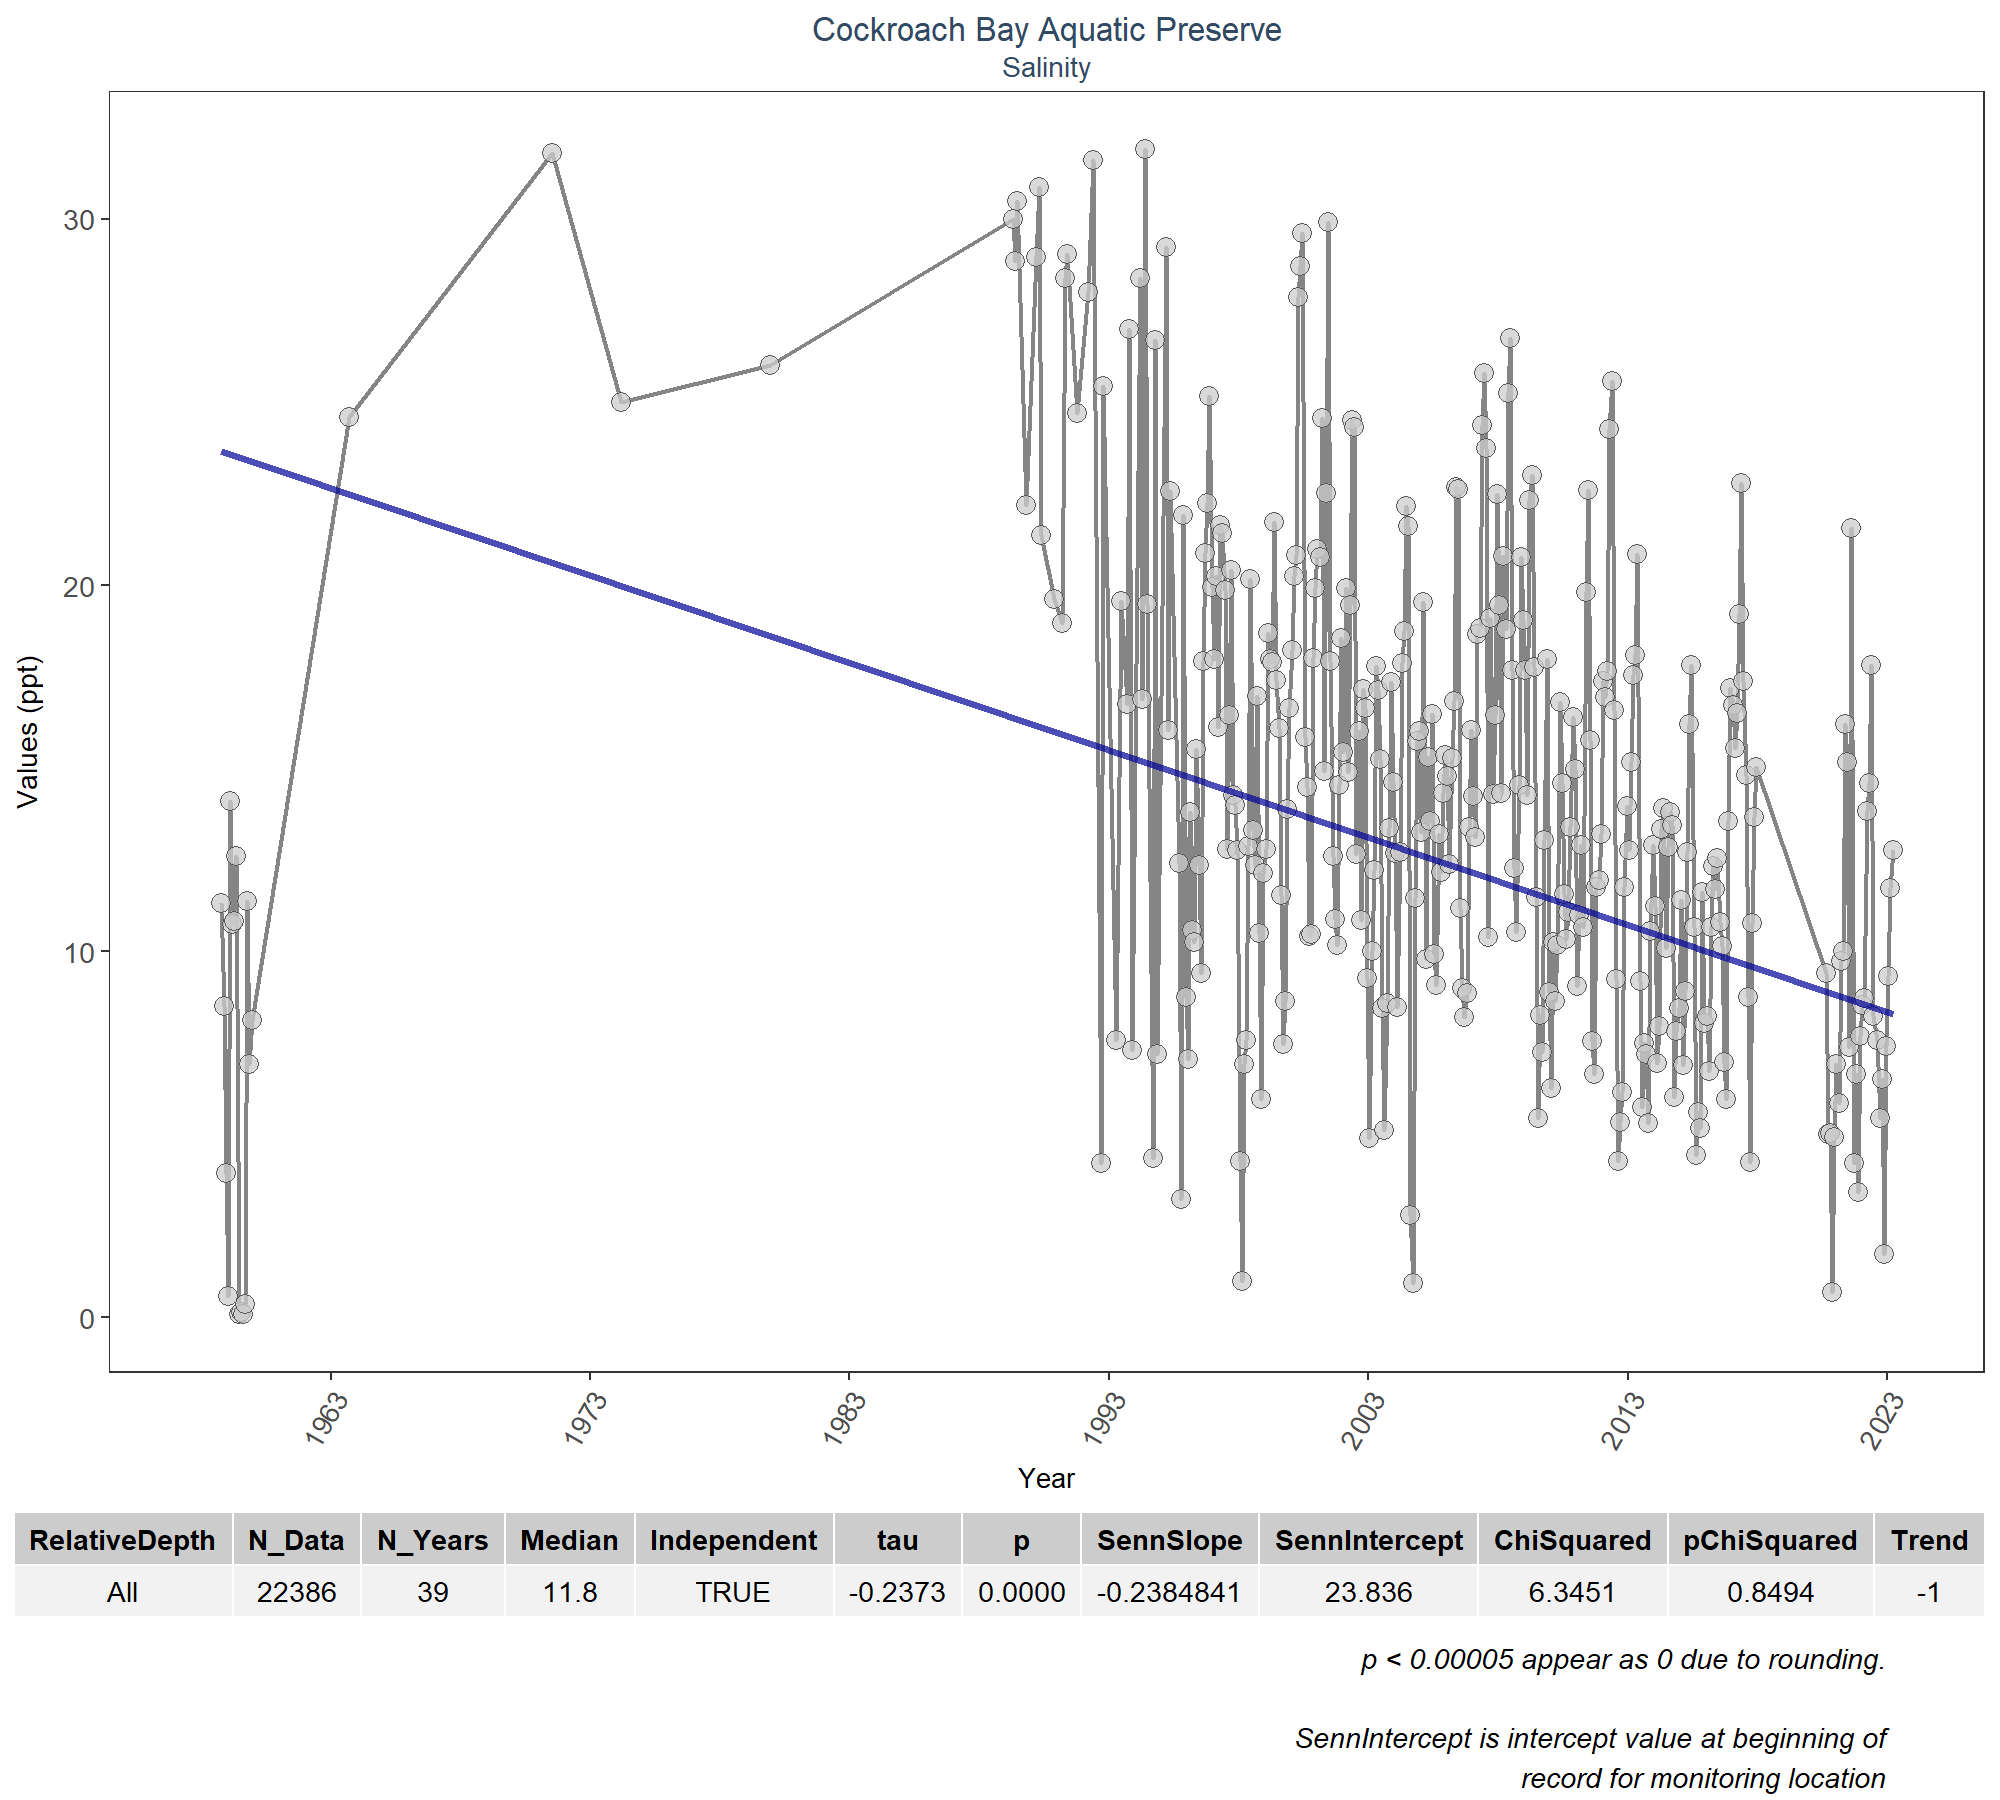 Cockroach Bay Aquatic Preserve
Salinity
Values (ppt)
30
20
10
0
1963 1973 1983 1993 2003 2013 2023
Year
RelativeDepth N_Data N_Years Median Independent tau p SennSlope SennIntercept ChiSquared pChiSquared Trend
All 22386 39 11.8 TRUE -0.2373 0.0000 -0.2384841 23.836 6.3451 0.8494 -1
p < 0.00005 appear as 0 due to rounding.
SennIntercept is intercept value at beginning of
record for monitoring location